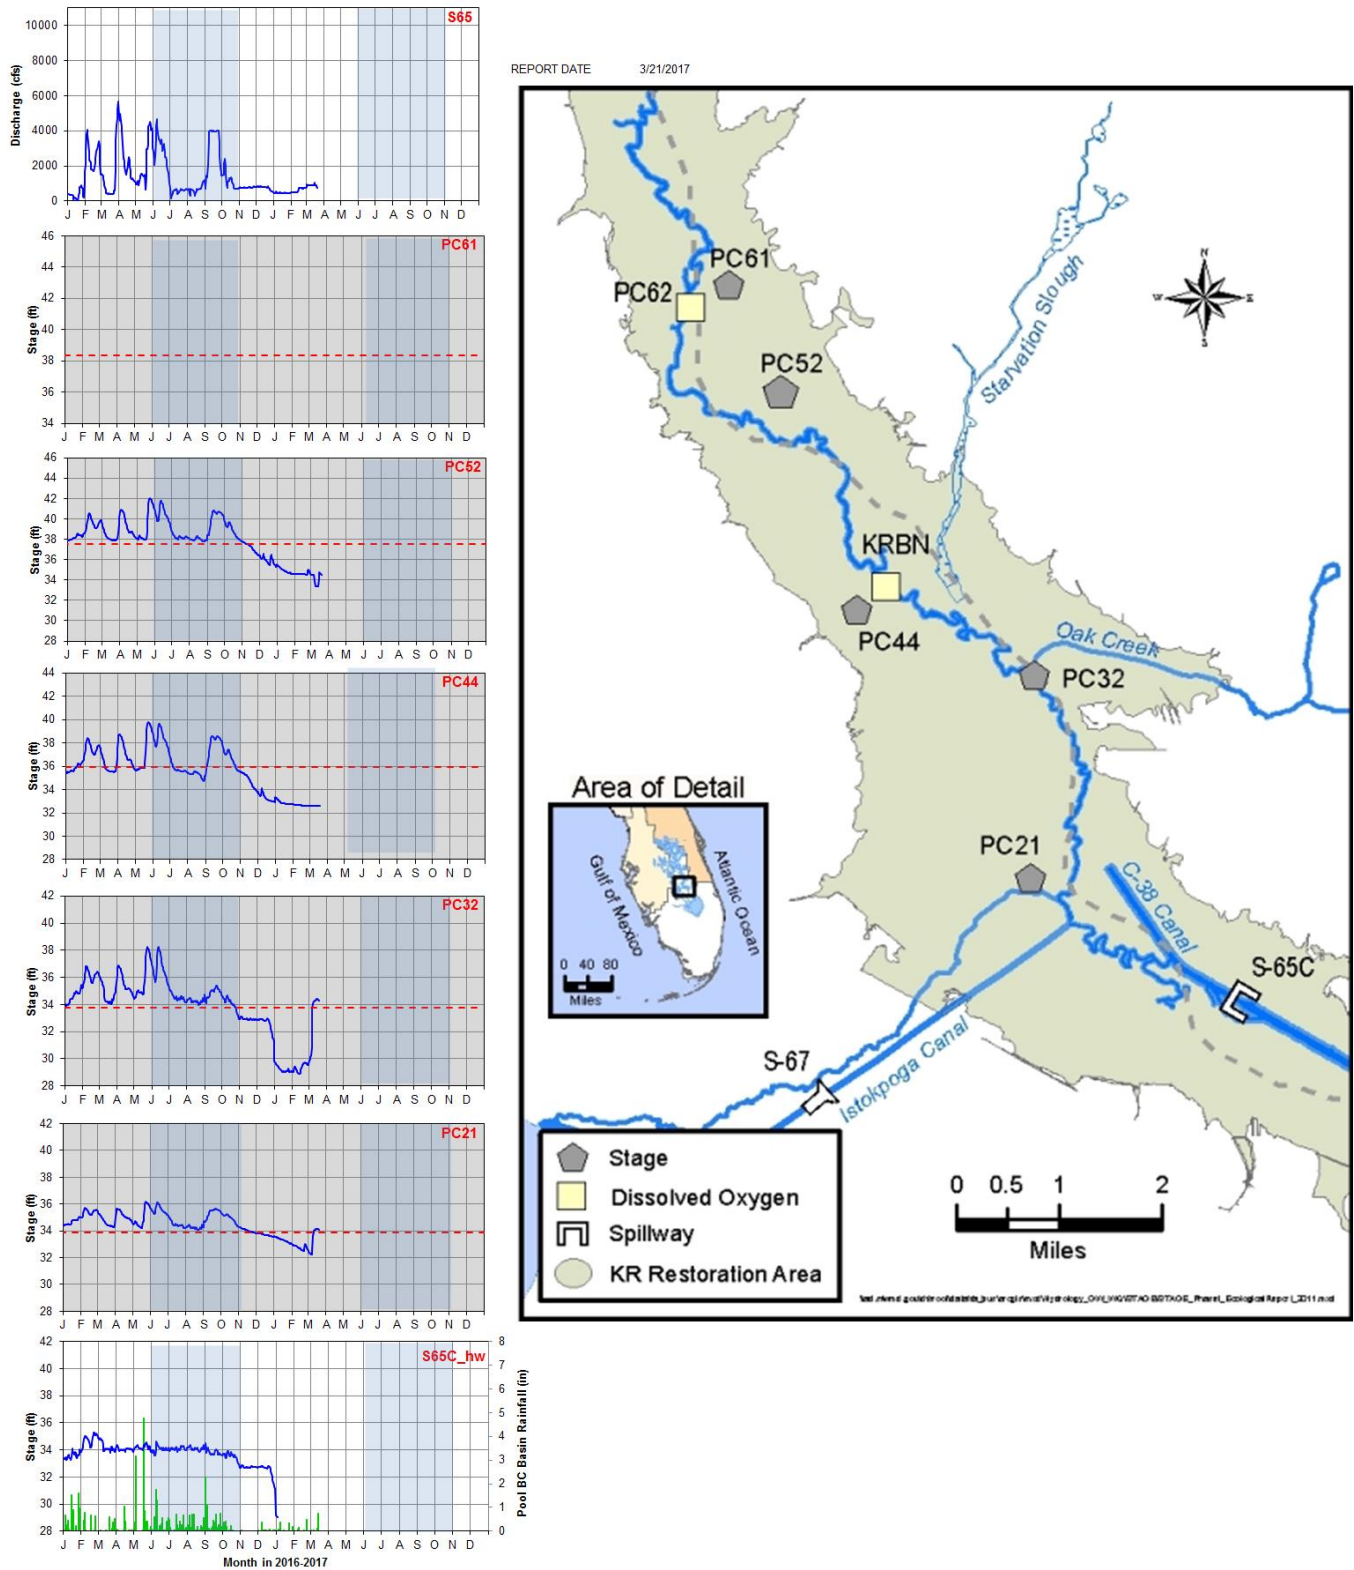 S65
10000
8000
6000
4000
2000
0
Discharge (cfs)
J F M A M J J A S O N D J F M A M J J A S O N D
PC61
46
44
42
40
38
36
34
Stage (ft)
J F M A M J J A S O N D J F M A M J J A S O N D
PC52
46
44
42
40
38
36
34
32
30
28
Stage (ft)
J F M A M J J A S O N D J F M A M J J A S O N D
PC44
44
42
40
38
36
34
32
30
28
Stage (ft)
J F M A M J J A S O N D J F M A M J J A S O N D
PC32
42
40
38
36
34
32
30
28
Stage (ft)
J F M A M J J A S O N D J F M A M J J A S O N D
PC21
42
40
38
36
34
32
30
28
Stage (ft)
J F M A M J J A S O N D J F M A M J J A S O N D
S65C_hw
42
40
38
36
34
32
30
28
Stage (ft)
8
7
6
5
4
3
2
1
0
Pool BC Basin Rainfall (in)
J F M A M J J A S O N D J F M A M J J A S O N D
Month in 2016-2017
REPORT DATE 3/21/2017
PC61
PC62
PC52
Starvation Slough
N
W E
S
KRBN
PC44
Oak Creek
PC32
PC21
C-38 Canal
S-65C
S-67
Istokpoga Canal
Area of Detail
Gulf of Mexico
Atlantic Ocean
0 40 80
Miles
Stage
Dissolved Oxygen
Spillway
KR Restoration Area
0 0.5 1 2
Miles